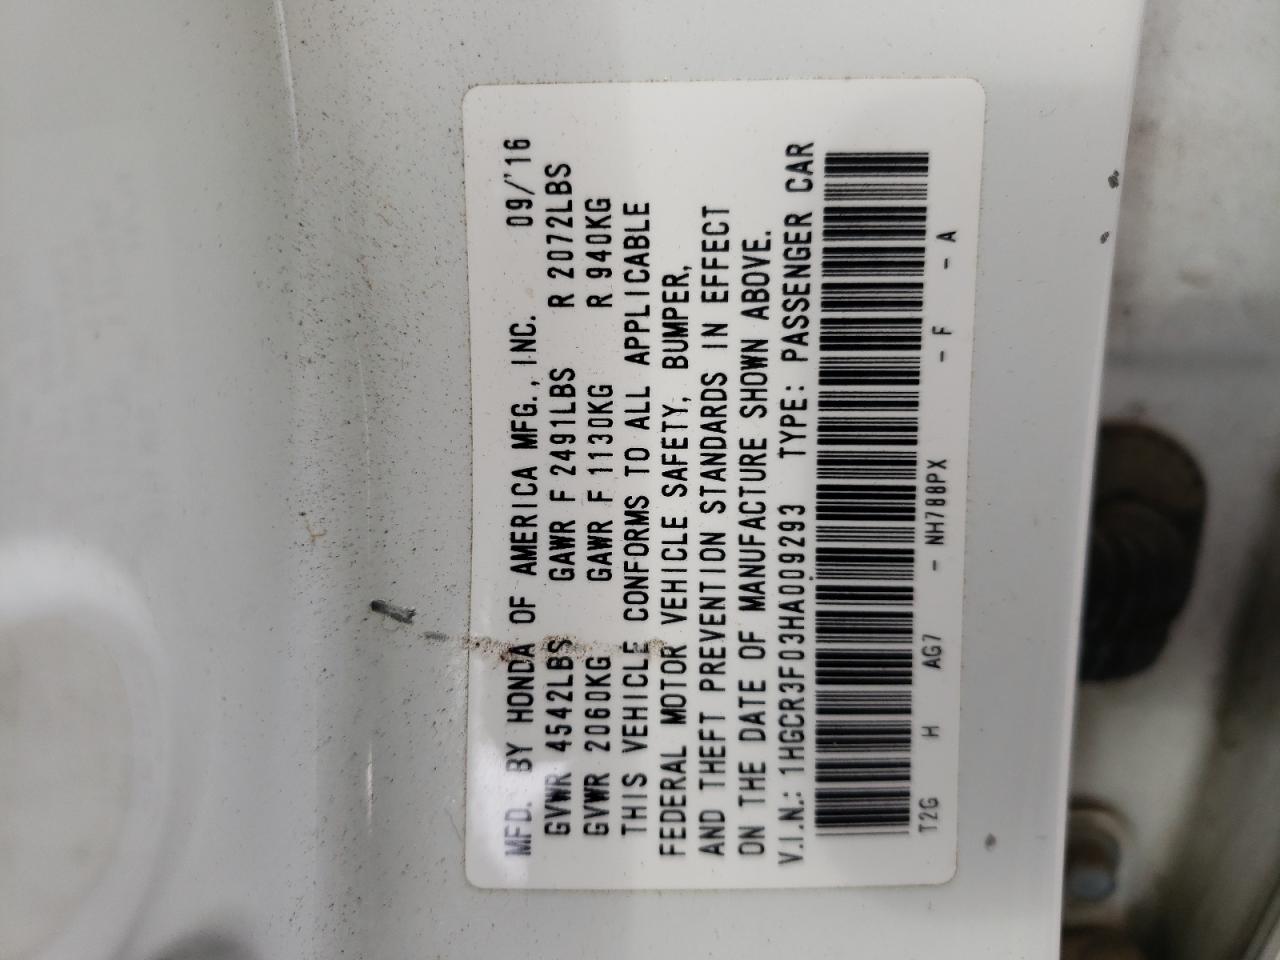 MFD. BY HONDA OF AMERICA MFG., INC. 09/'16
GVWR 4542LBS GAWR F 2491LBS R 2072LBS
GVWR 2060KG GAWR F 1130KG R 940KG
THIS VEHICLE CONFORMS TO ALL APPLICABLE
FEDERAL MOTOR VEHICLE SAFETY, BUMPER,
AND THEFT PREVENTION STANDARDS IN EFFECT
ON THE DATE OF MANUFACTURE SHOWN ABOVE.
V.I.N.: 1HGCR3F03HA009293 TYPE: PASSENGER CAR
T2G H AG7 - NH788PX - F - A